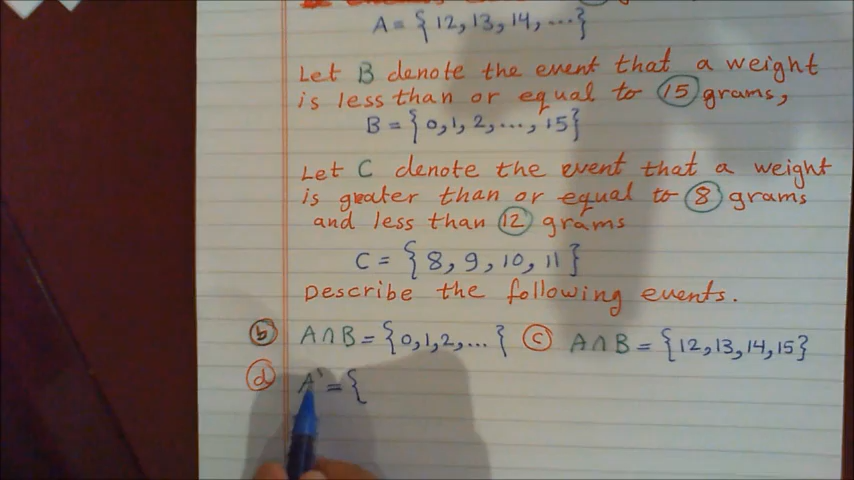 A = { 12, 13, 14, ... }
Let B denote the event that a weight
is less than or equal to 15 grams,
B = { 0, 1, 2, ..., 15 }
Let C denote the event that a weight
is greater than or equal to 8 grams
and less than 12 grams
C = { 8, 9, 10, 11 }
Describe the following events.
b A∩B = { 0, 1, 2, ... } c A∩B = { 12, 13, 14, 15 }
d A' = {